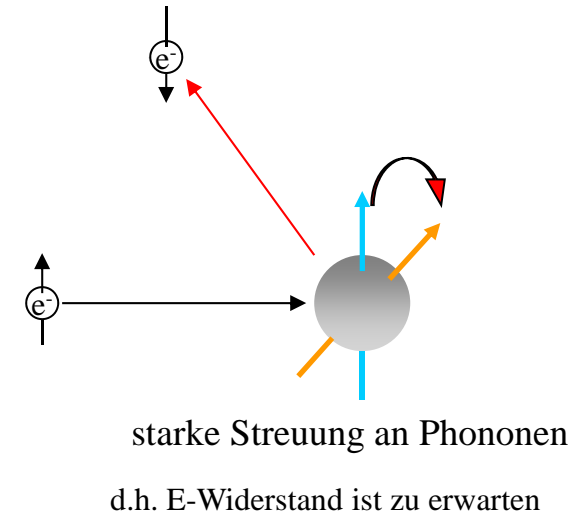 e-
e-
starke Streuung an Phononen
d.h. E-Widerstand ist zu erwarten